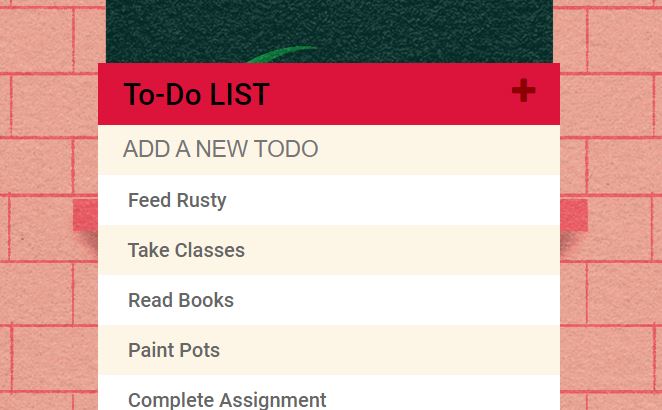 To-Do LIST
ADD A NEW TODO
Feed Rusty
Take Classes
Read Books
Paint Pots
Complete Assignment